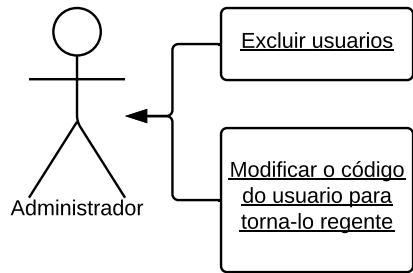 Excluir usuarios
Modificar o código
do usuario para
torna-lo regente
Administrador